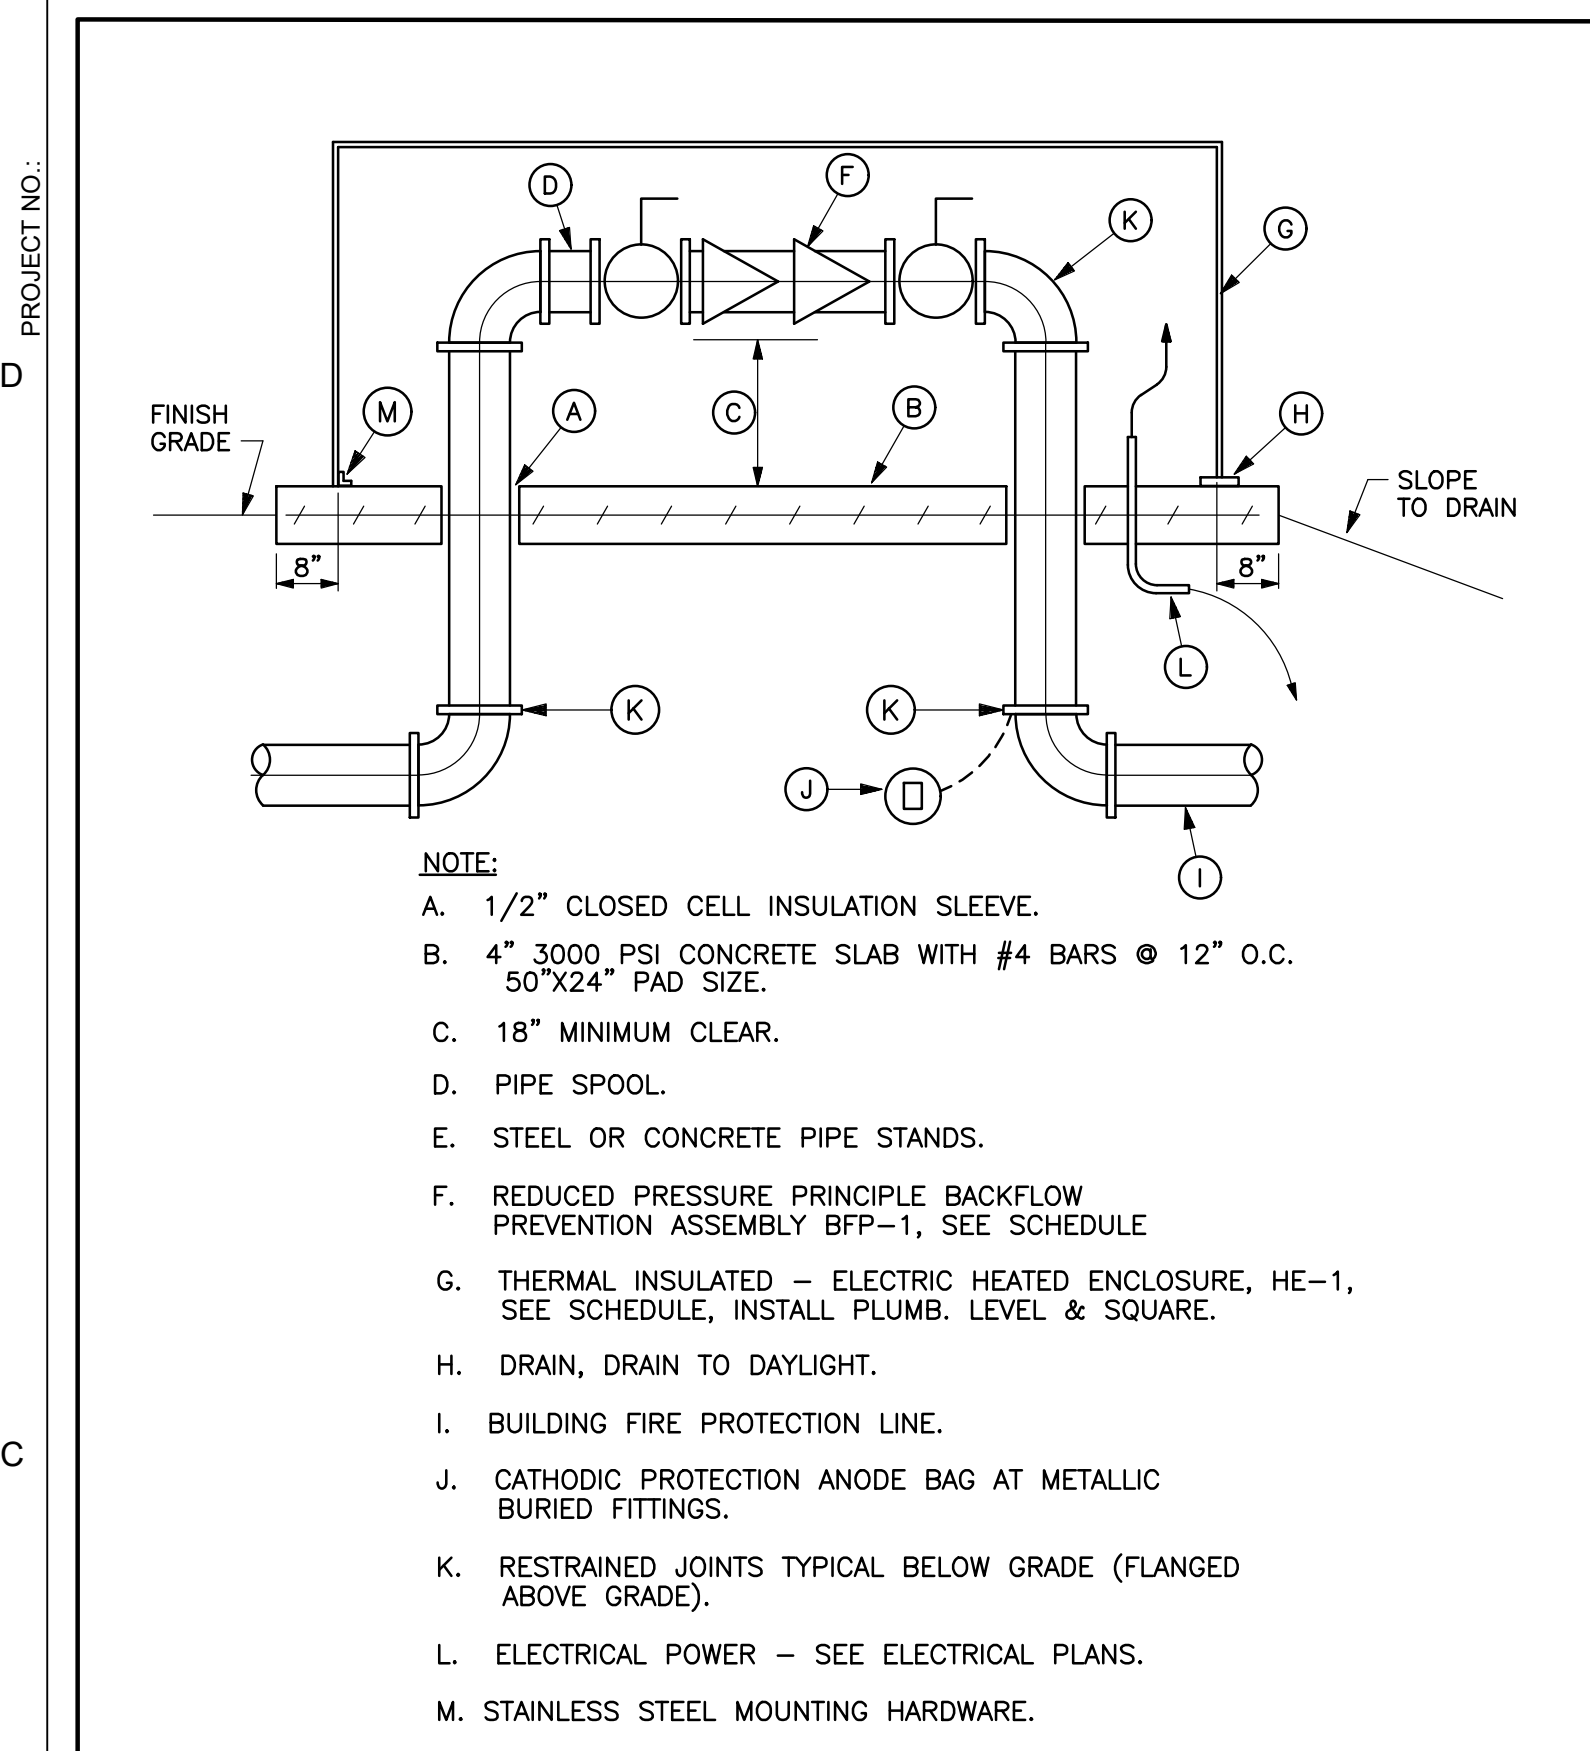 PROJECT NO.:
D
C
D
F
K
G
M
A
C
B
H
FINISH
GRADE
SLOPE
TO DRAIN
8"
8"
L
K
K
J
I
NOTE:
A. 1/2" CLOSED CELL INSULATION SLEEVE.
B. 4" 3000 PSI CONCRETE SLAB WITH #4 BARS @ 12" O.C.
50"X24" PAD SIZE.
C. 18" MINIMUM CLEAR.
D. PIPE SPOOL.
E. STEEL OR CONCRETE PIPE STANDS.
F. REDUCED PRESSURE PRINCIPLE BACKFLOW
PREVENTION ASSEMBLY BFP-1, SEE SCHEDULE
G. THERMAL INSULATED - ELECTRIC HEATED ENCLOSURE, HE-1,
SEE SCHEDULE, INSTALL PLUMB. LEVEL & SQUARE.
H. DRAIN, DRAIN TO DAYLIGHT.
I. BUILDING FIRE PROTECTION LINE.
J. CATHODIC PROTECTION ANODE BAG AT METALLIC
BURIED FITTINGS.
K. RESTRAINED JOINTS TYPICAL BELOW GRADE (FLANGED
ABOVE GRADE).
L. ELECTRICAL POWER - SEE ELECTRICAL PLANS.
M. STAINLESS STEEL MOUNTING HARDWARE.